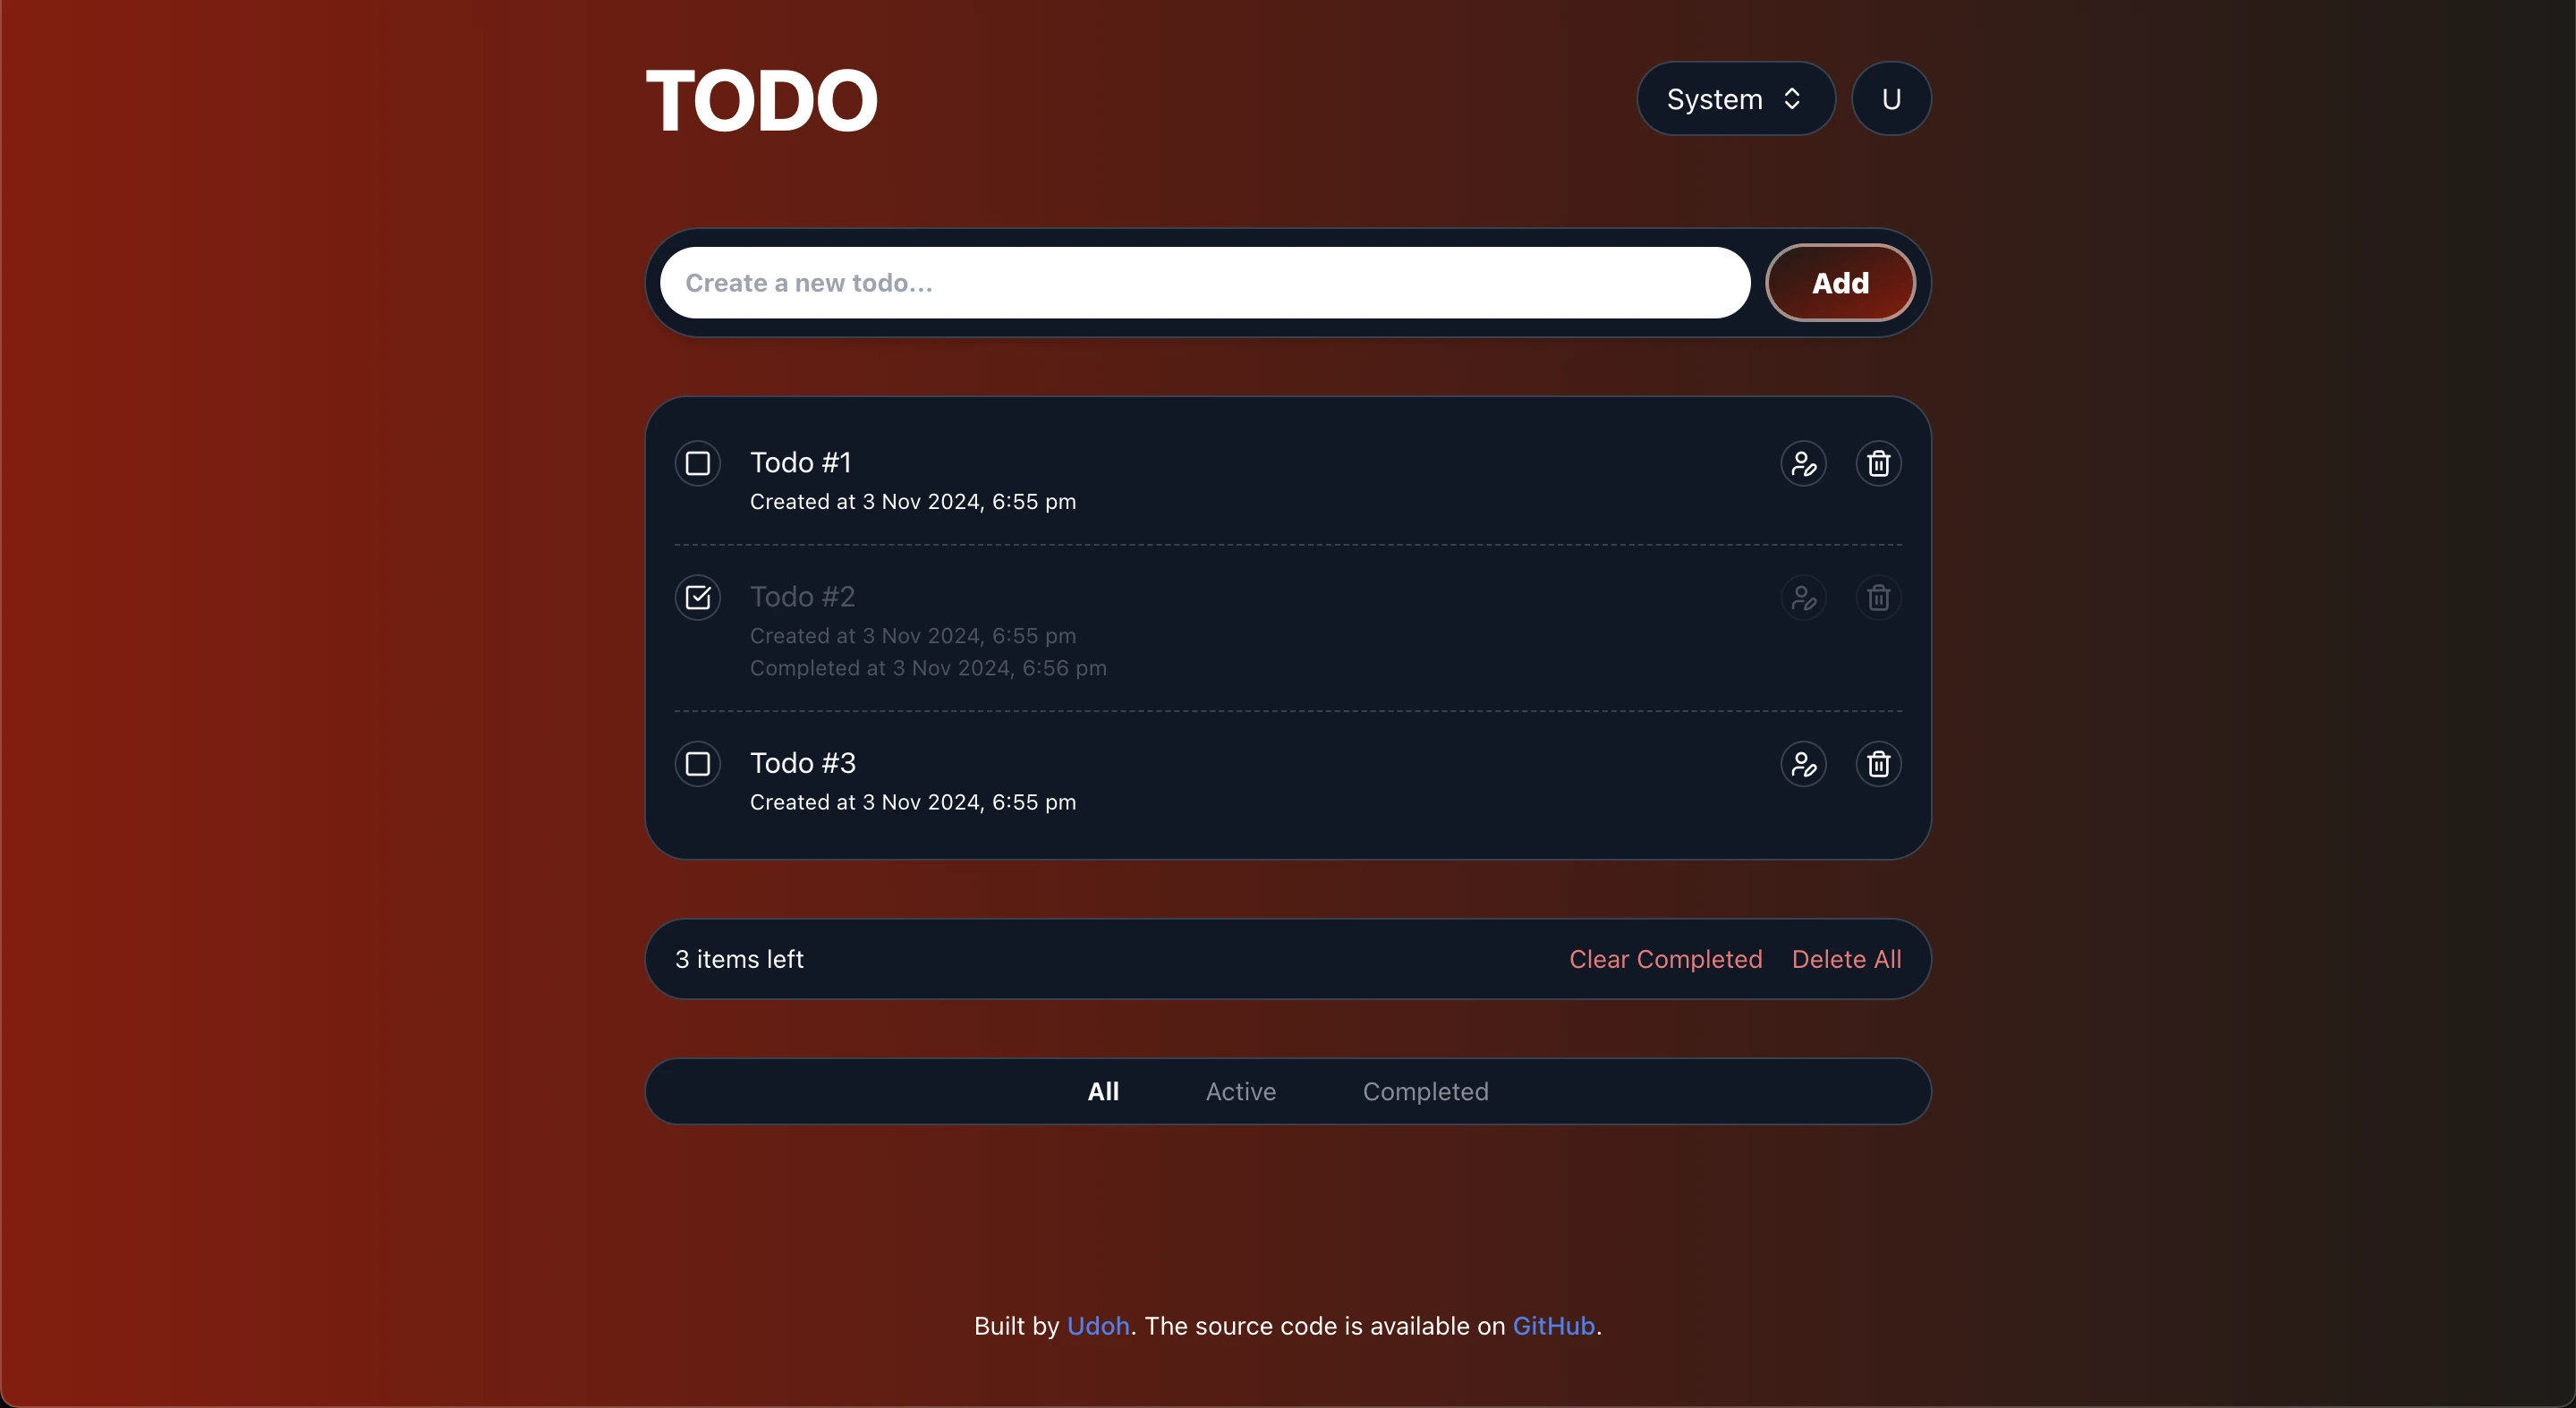 TODO
System
U
Create a new todo...
Add
Todo #1
Created at 3 Nov 2024, 6:55 pm
Todo #2
Created at 3 Nov 2024, 6:55 pm
Completed at 3 Nov 2024, 6:56 pm
Todo #3
Created at 3 Nov 2024, 6:55 pm
3 items left
Clear Completed
Delete All
All
Active
Completed
Built by Udoh. The source code is available on GitHub.